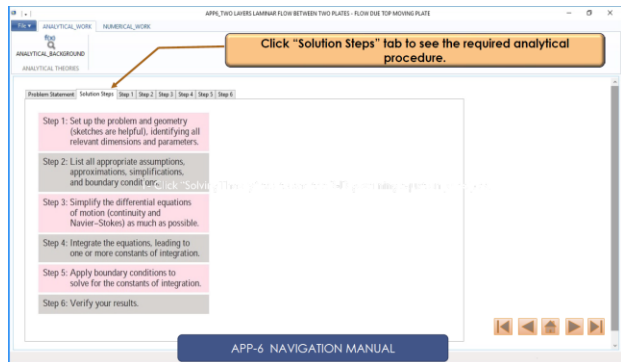 APP6_TWO LAYERS LAMINAR FLOW BETWEEN TWO PLATES - FLOW DUE TOP MOVING PLATE
File
ANALYTICAL_WORK
NUMERICAL_WORK
f(x)
ANALYTICAL_BACKGROUND
ANALYTICAL THEORIES
Click “Solution Steps” tab to see the required analytical
procedure.
Problem Statement Solution Steps Step 1 Step 2 Step 3 Step 4 Step 5 Step 6
Step 1: Set up the problem and geometry
(sketches are helpful), identifying all
relevant dimensions and parameters.
Step 2: List all appropriate assumptions,
approximations, simplifications,
and boundary conditions.
Click “Solving
Step 3: Simplify the differential equations
of motion (continuity and
Navier–Stokes) as much as possible.
Step 4: Integrate the equations, leading to
one or more constants of integration.
Step 5: Apply boundary conditions to
solve for the constants of integration.
Step 6: Verify your results.
APP-6 NAVIGATION MANUAL